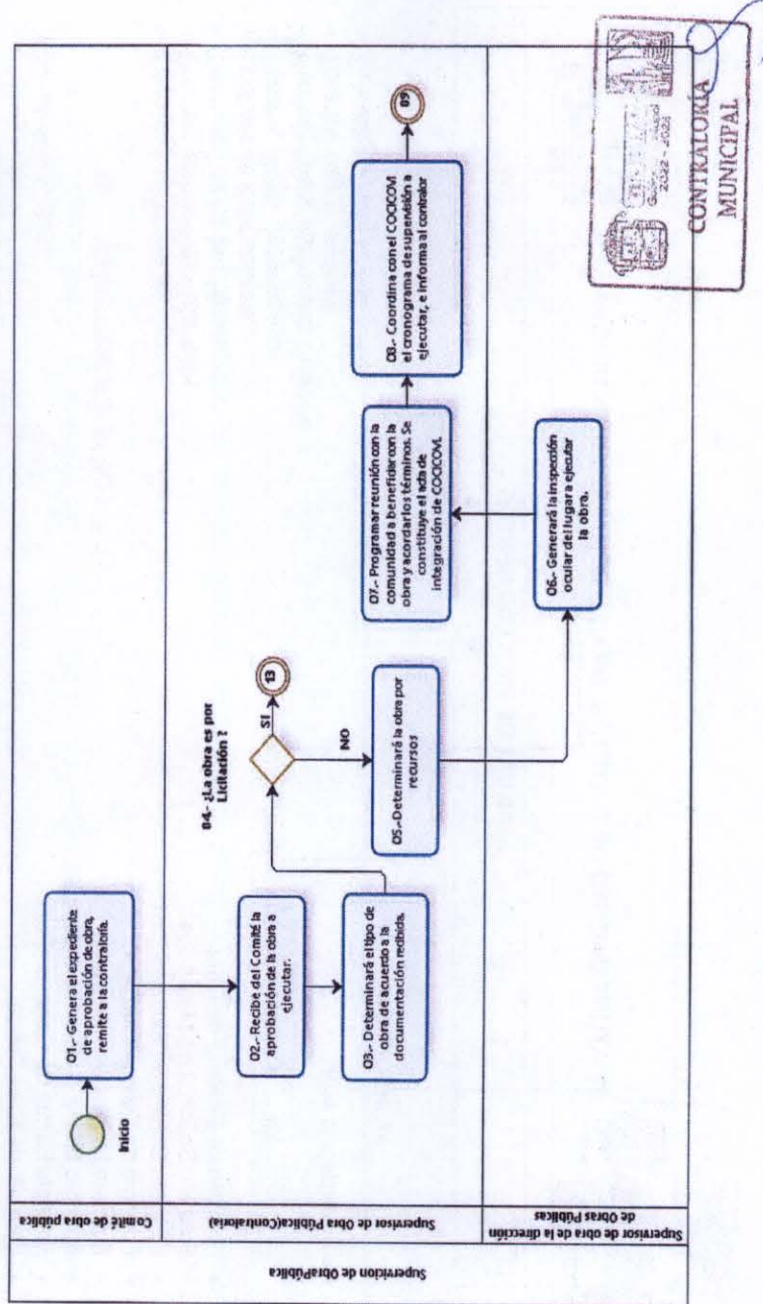 Supervicion de ObraPública
Comité de obra pública
Supervisor de Obra Pública(Contraloría)
Supervisor de obra de la de la dirección
de Obras Públicas
Inicio
01.- Genera el expediente
de aprobación de obra,
remite a la contraloría.
02.- Recibe del Comité la
aprobación de la obra a
ejecutar.
03.- Determinará el tipo de
obra de acuerdo a la
documentación recibida.
04.- ¿La obra es por
Licitación ?
SI
13
NO
05.-Determinará la obra por
recursos
06.- Generará la inspección
ocular del lugar a ejecutar
la obra.
07.- Programar reunión con la
comunidad a beneficiar con la
obra y acordar los términos. Se
constituye el acta de
integración de COCICOVI.
08.- Coordina con el COCICOVI
el cronograma de supervisión a
ejecutar, e informa al contralor
09
2022 - 2024
CONTRALORÍA
MUNICIPAL